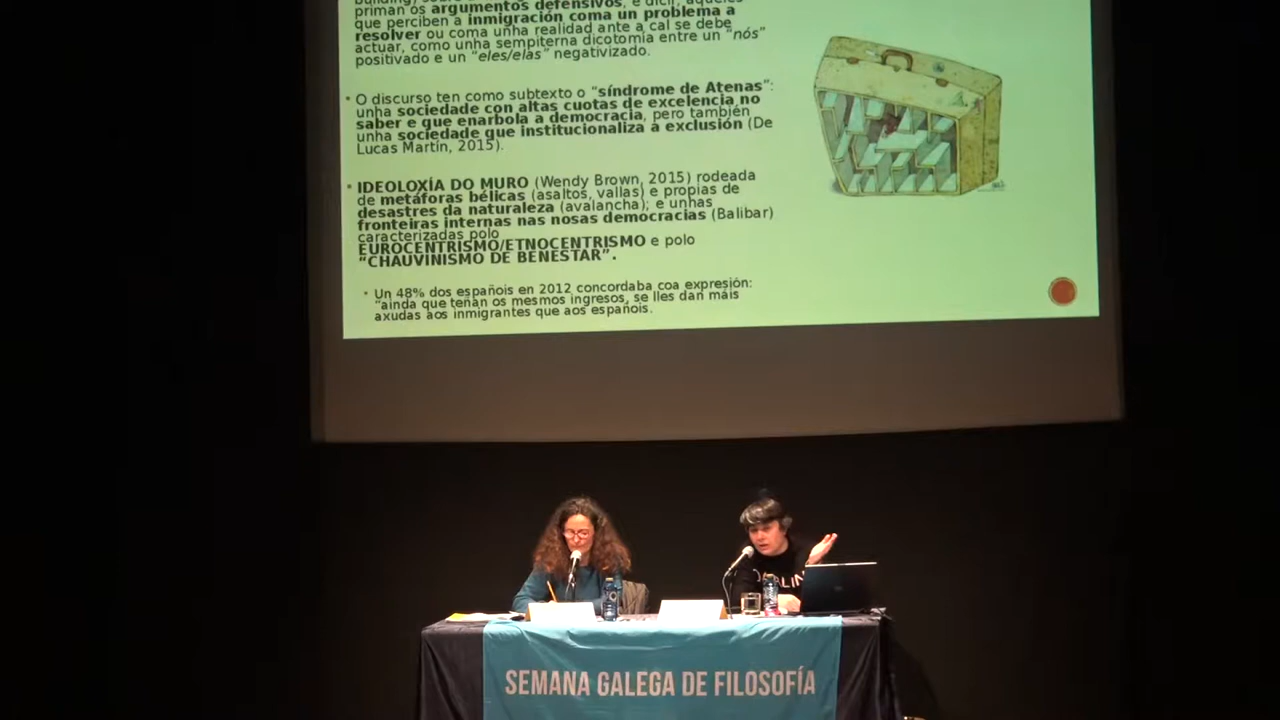 building) sobre
priman os argumentos defensivos, é dicir, aqueles
que perciben a inmigración coma un problema a
resolver ou coma unha realidade ante a cal se debe
actuar, como unha sempiterna dicotomía entre un "nós"
positivado e un "eles/elas" negativizado.
• O discurso ten como subtexto o "síndrome de Atenas":
unha sociedade con altas cuotas de excelencia no
saber e que enarbola a democracia, pero tamén
unha sociedade que institucionaliza a exclusión (De
Lucas Martín, 2015).
• IDEOLOXÍA DO MURO (Wendy Brown, 2015) rodeada
de metáforas bélicas (asaltos, vallas) e propias de
desastres da naturaleza (avalancha); e unhas
fronteiras internas nas nosas democracias (Balibar)
caracterizadas polo
EUROCENTRISMO/ETNOCENTRISMO e polo
"CHAUVINISMO DE BENESTAR".
• Un 48% dos españois en 2012 concordaba coa expresión:
"ainda que teñan os mesmos ingresos, se lles dan máis
axudas aos inmigrantes que aos españois.
SEMANA GALEGA DE FILOSOFÍA